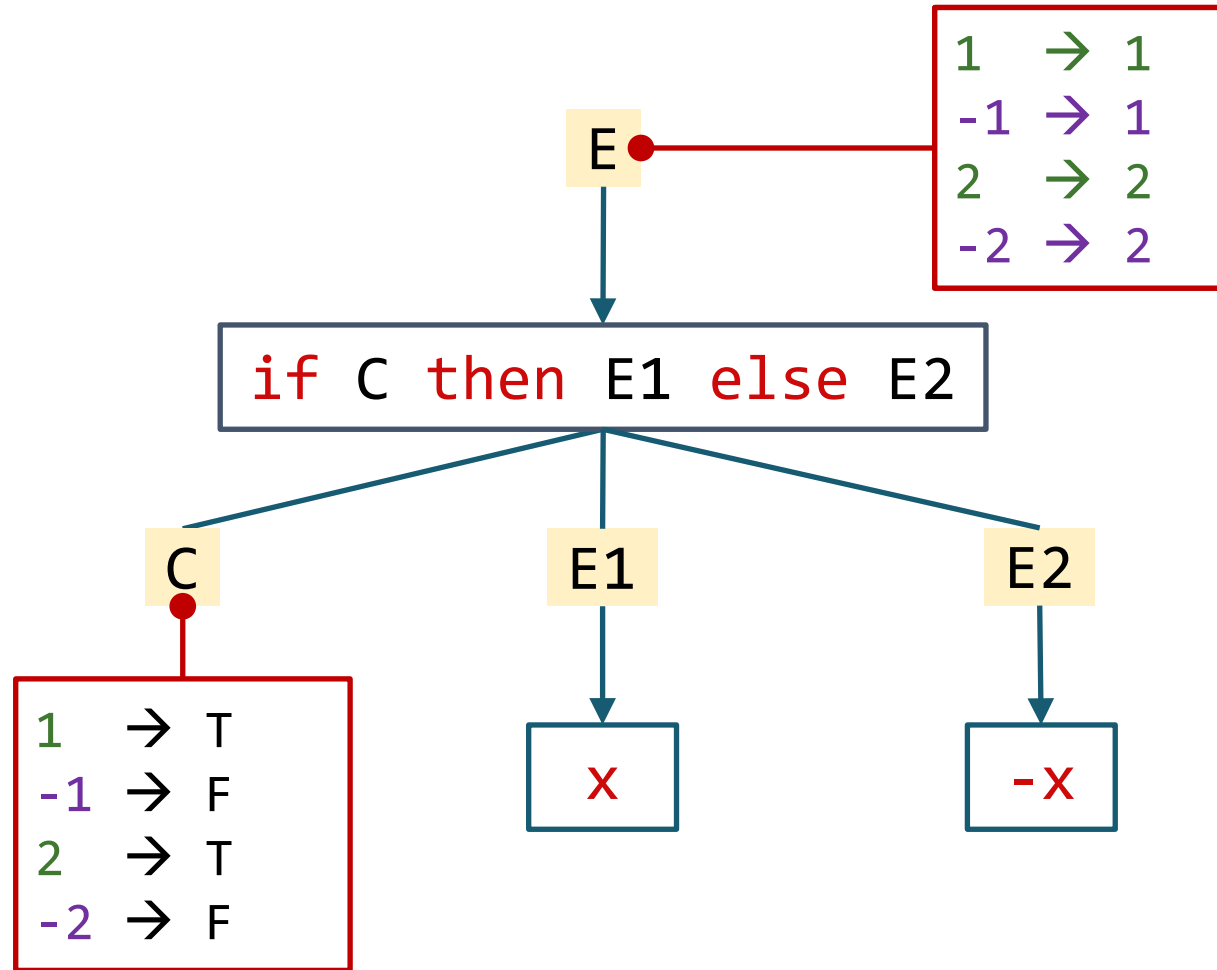 1 → 1
-1 → 1
2 → 2
-2 → 2
E
if C then E1 else E2
C
E1
E2
1 → T
-1 → F
2 → T
-2 → F
x
-x